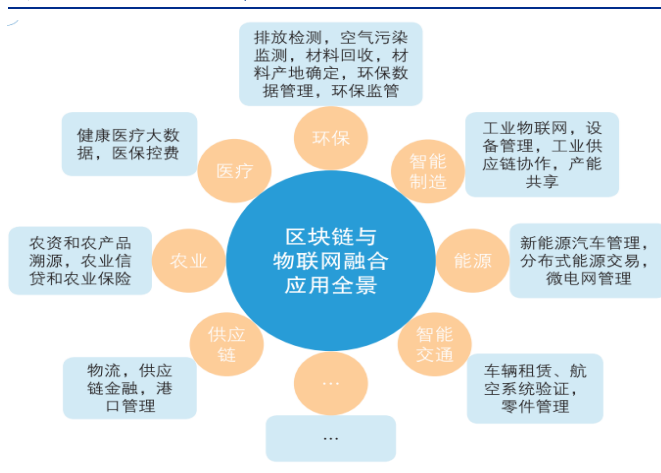 排放检测，空气污染
监测，材料回收，材
料产地确定，环保数
据管理，环保监管
环保
健康医疗大数
据，医保控费
医疗
智能
制造
工业物联网，设
备管理，工业供
应链协作，产能
共享
区块链与
物联网融合
应用全景
农资和农产品
溯源，农业信
贷和农业保险
农业
能源
新能源汽车管理，
分布式能源交易，
微电网管理
供应
链
物流，供应
链金融，港
口管理
智能
交通
车辆租赁、航
空系统验证，
零件管理
…
…